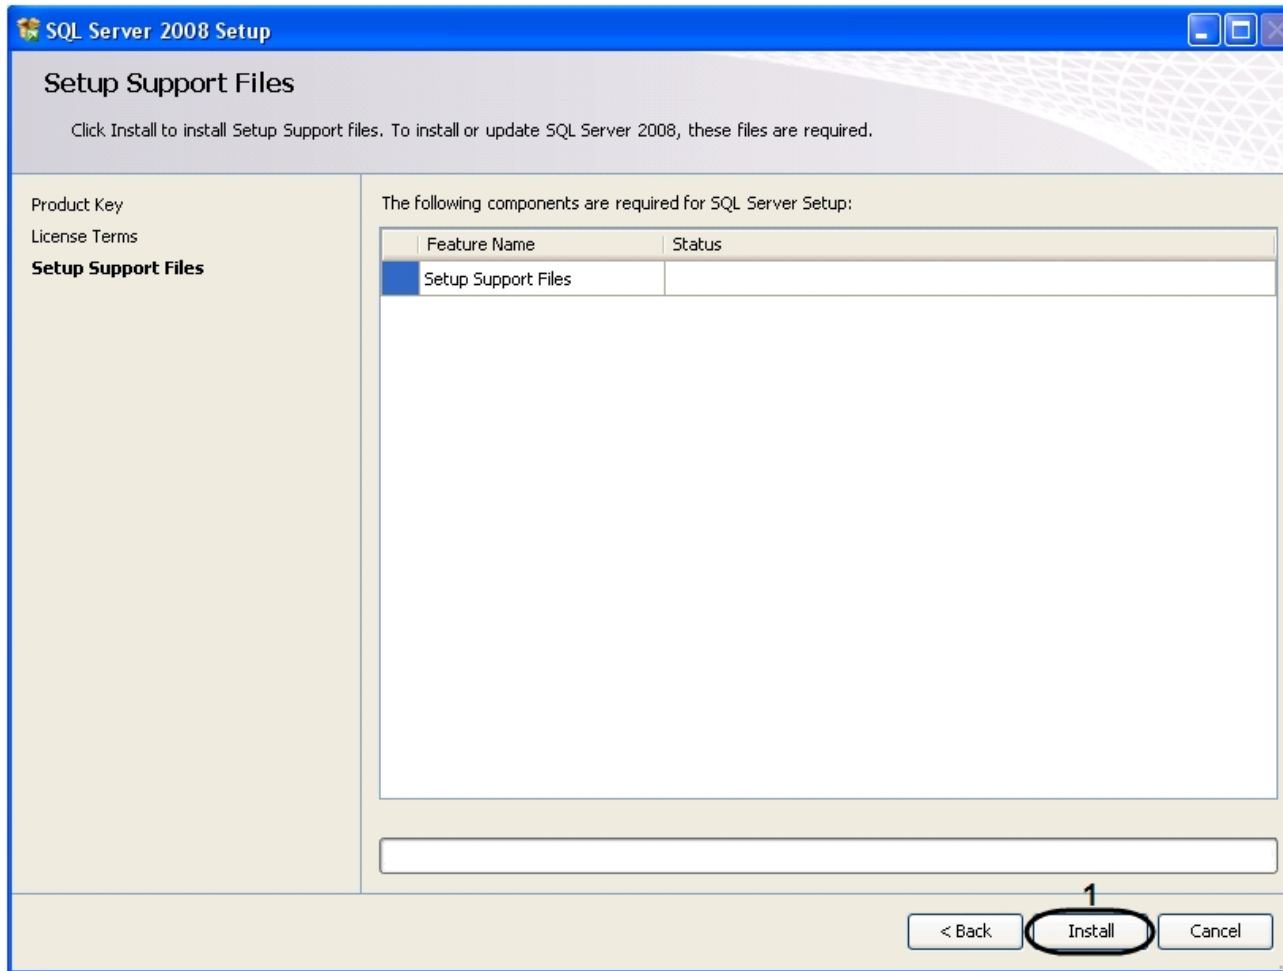 SQL Server 2008 Setup
Setup Support Files
Click Install to install Setup Support files. To install or update SQL Server 2008, these files are required.
Product Key
License Terms
Setup Support Files
The following components are required for SQL Server Setup:
Feature Name Status
Setup Support Files
1
< Back Install Cancel